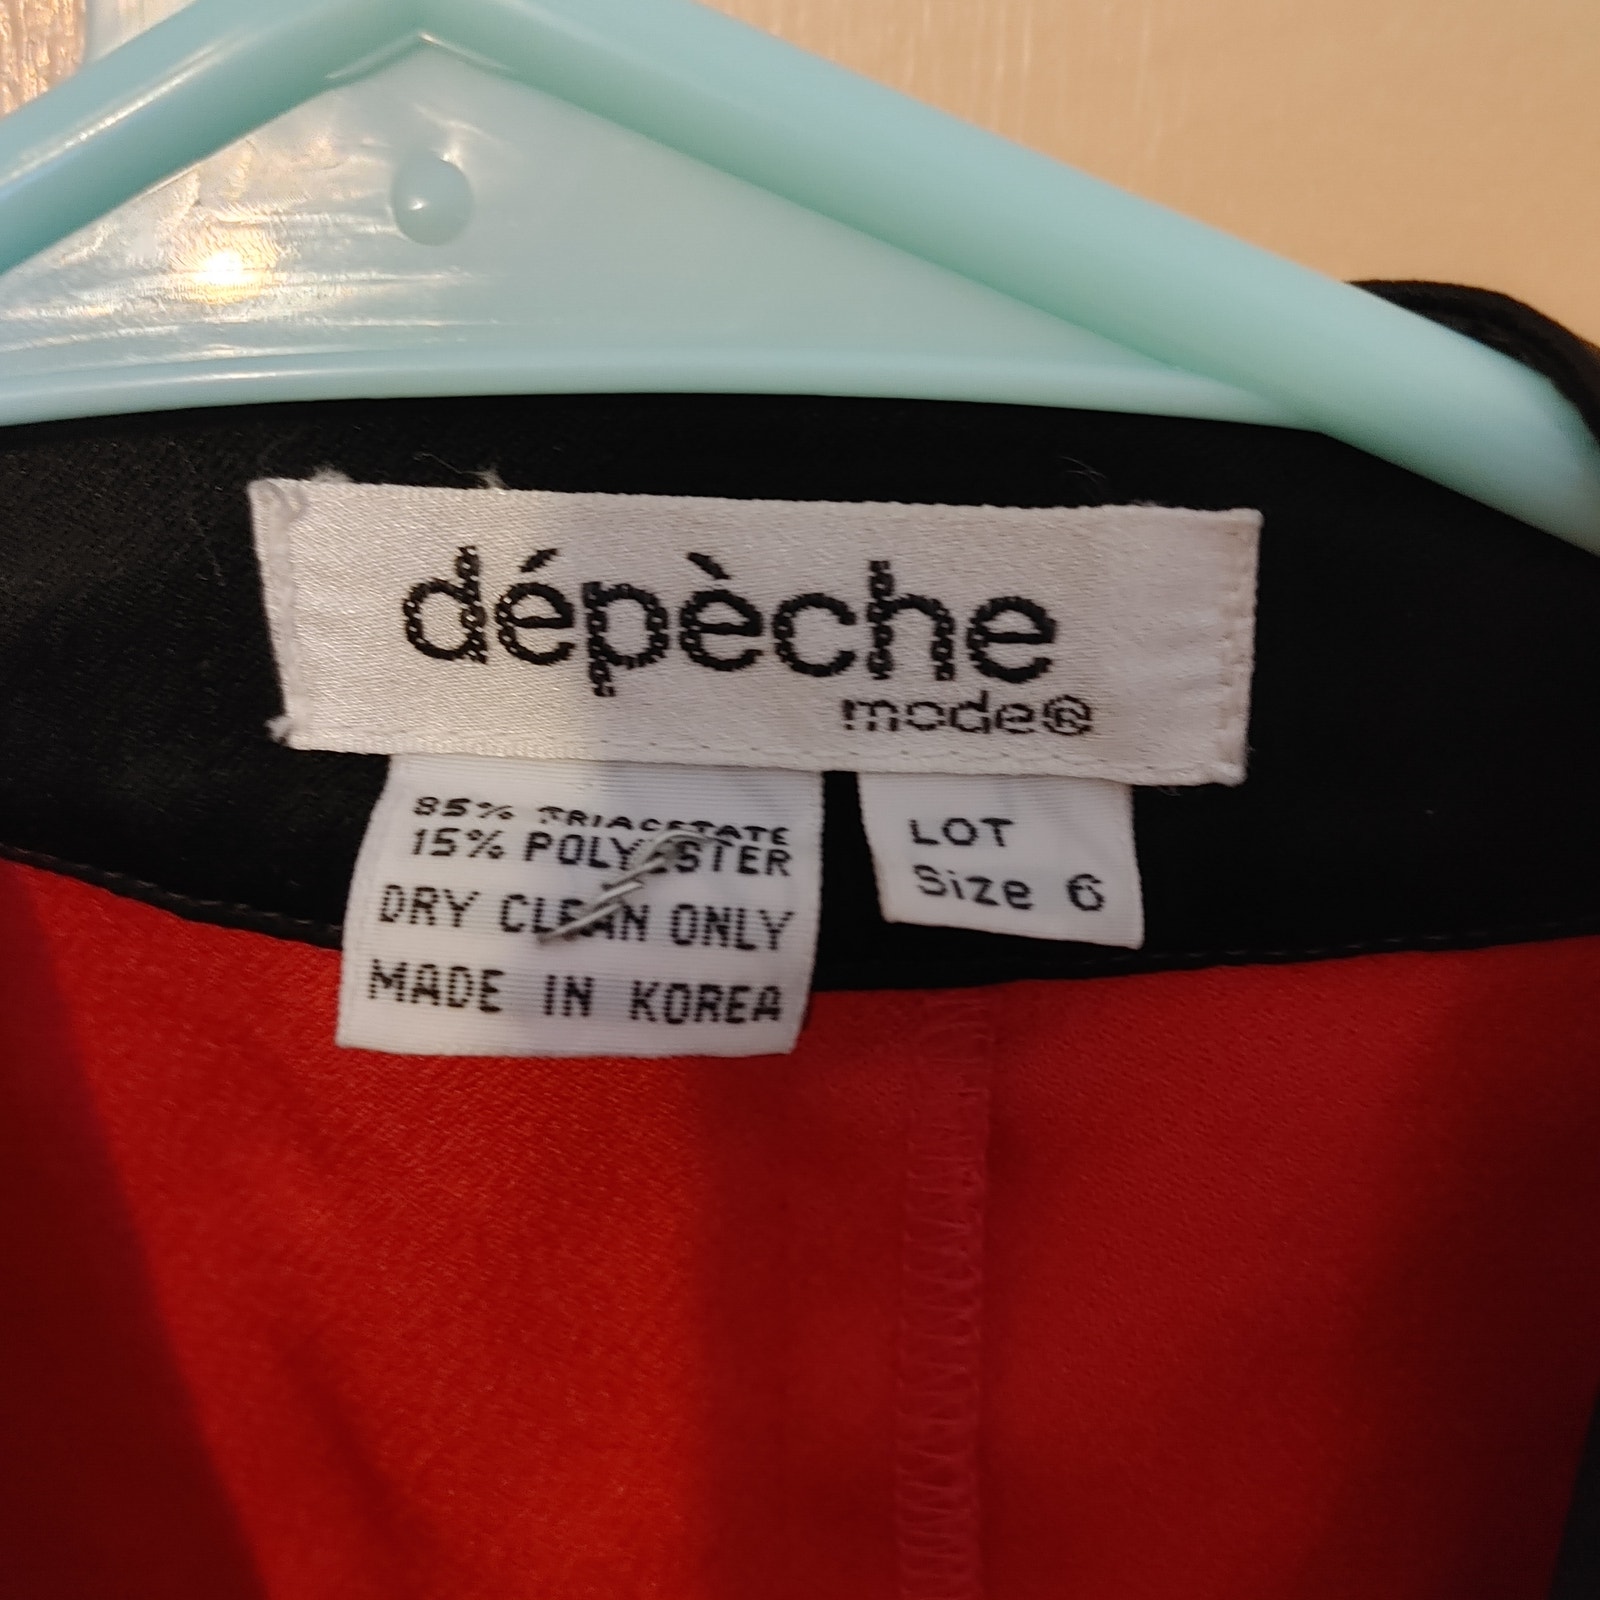 dépèche
mode®
85% TRIACETATE
15% POLYESTER
DRY CLEAN ONLY
MADE IN KOREA
LOT
Size 6